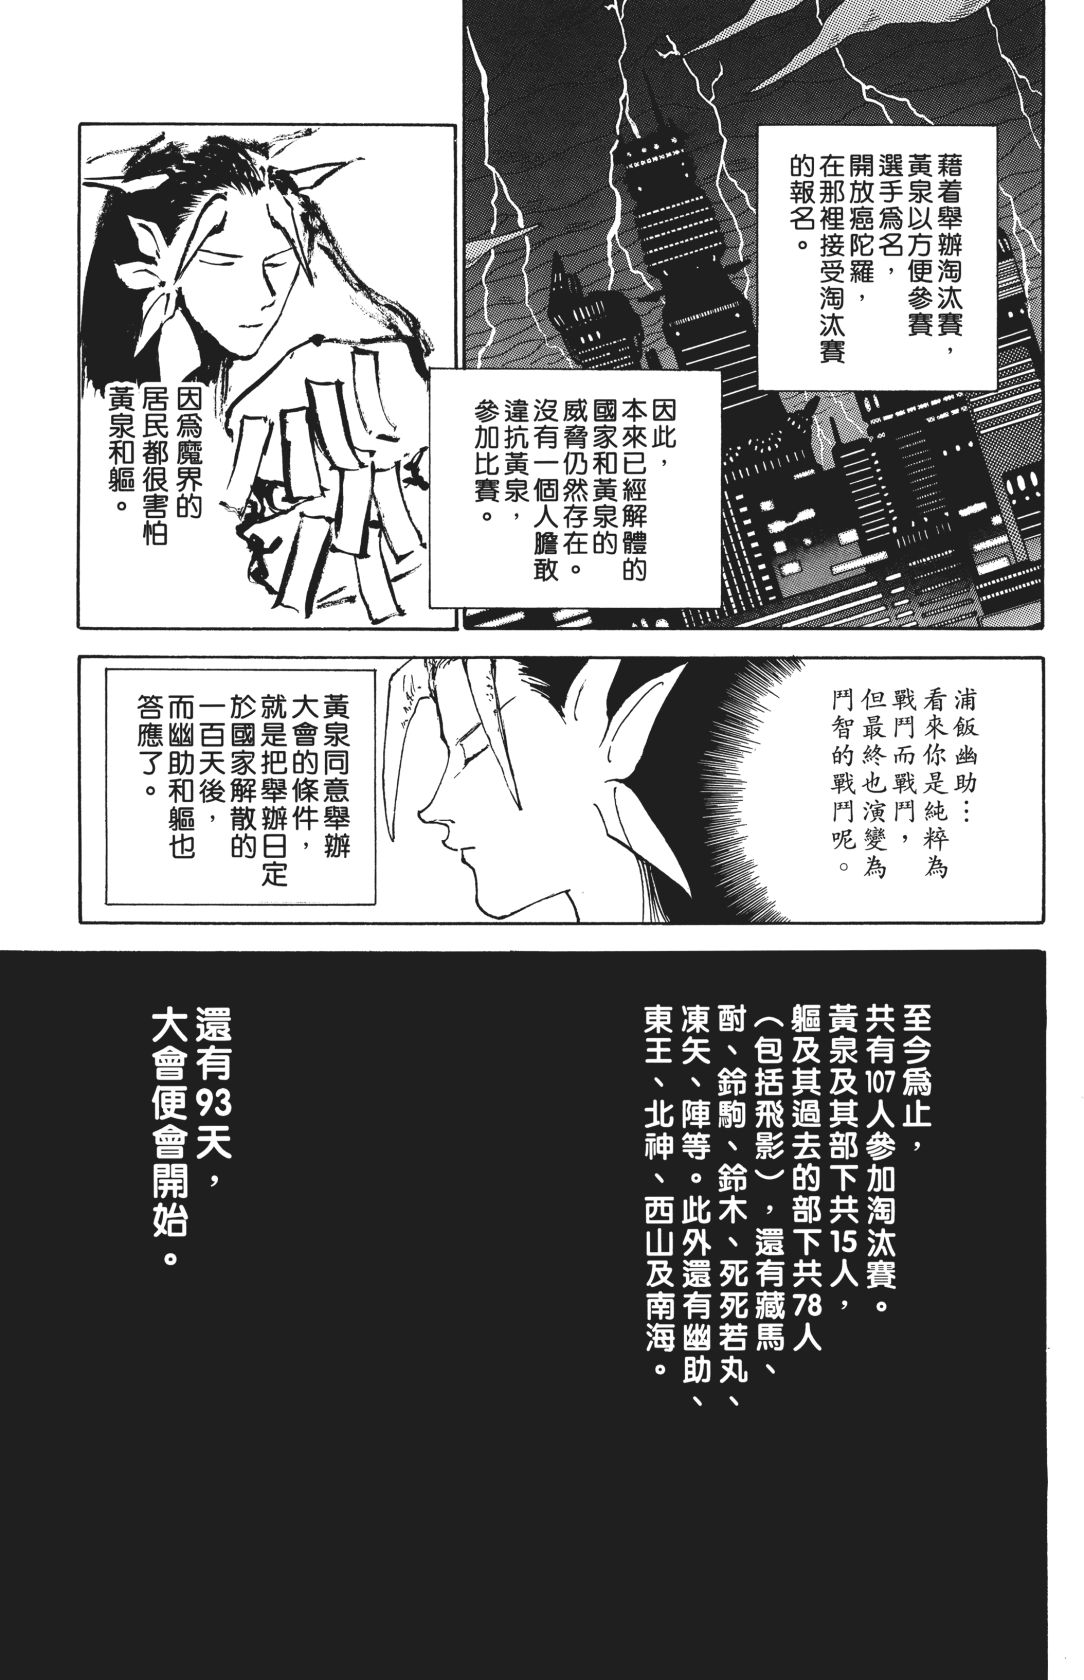 藉着舉辦淘汰賽，
黃泉以方便參賽
選手爲名，
開放癌陀羅，
在那裡接受淘汰賽
的報名。
因此，
本來已經解體的
國家和黃泉的
威脅仍然存在。
沒有一個人膽敢
違抗黃泉，
參加比賽。
因爲魔界的
居民都很害怕
黃泉和軀。
浦飯幽助…
看來你是純粹為
戰鬥而戰鬥，
但最終也演變為
鬥智的戰鬥呢。
黃泉同意舉辦
大會的條件，
就是把舉辦日定
於國家解散的
一百天後，
而幽助和軀也
答應了。
至今爲止，
共有107人參加淘汰賽。
黃泉及其部下共15人，
軀及其過去的部下共78人
（包括飛影），還有藏馬、
酎、鈴駒、鈴木、死死若丸、
凍矢、陣等。此外還有幽助、
東王、北神、西山及南海。
還有93天，
大會便會開始。